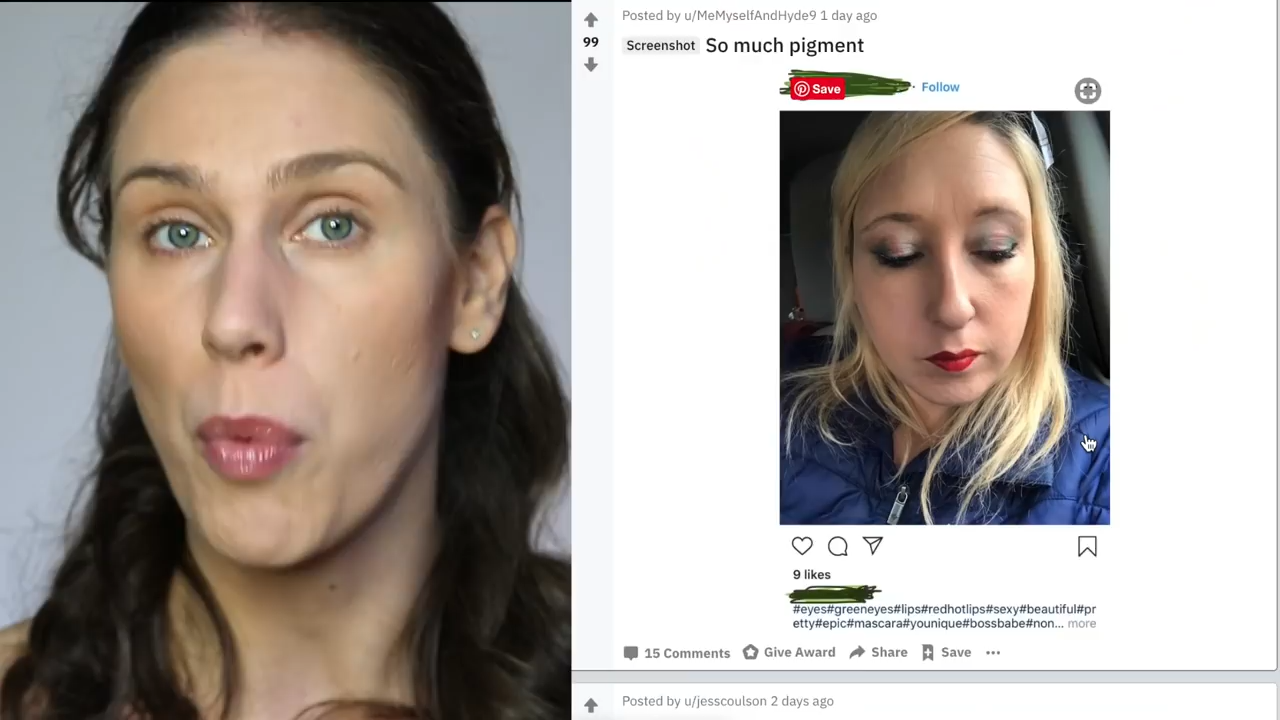 Posted by u/MeMyselfAndHyde9 1 day ago
99
Screenshot So much pigment
Save
· Follow
9 likes
#eyes#greeneyes#lips#redhotlips#sexy#beautiful#pr
etty#epic#mascara#younique#bossbabe#non... more
15 Comments Give Award Share Save ...
Posted by u/jesscoulson 2 days ago